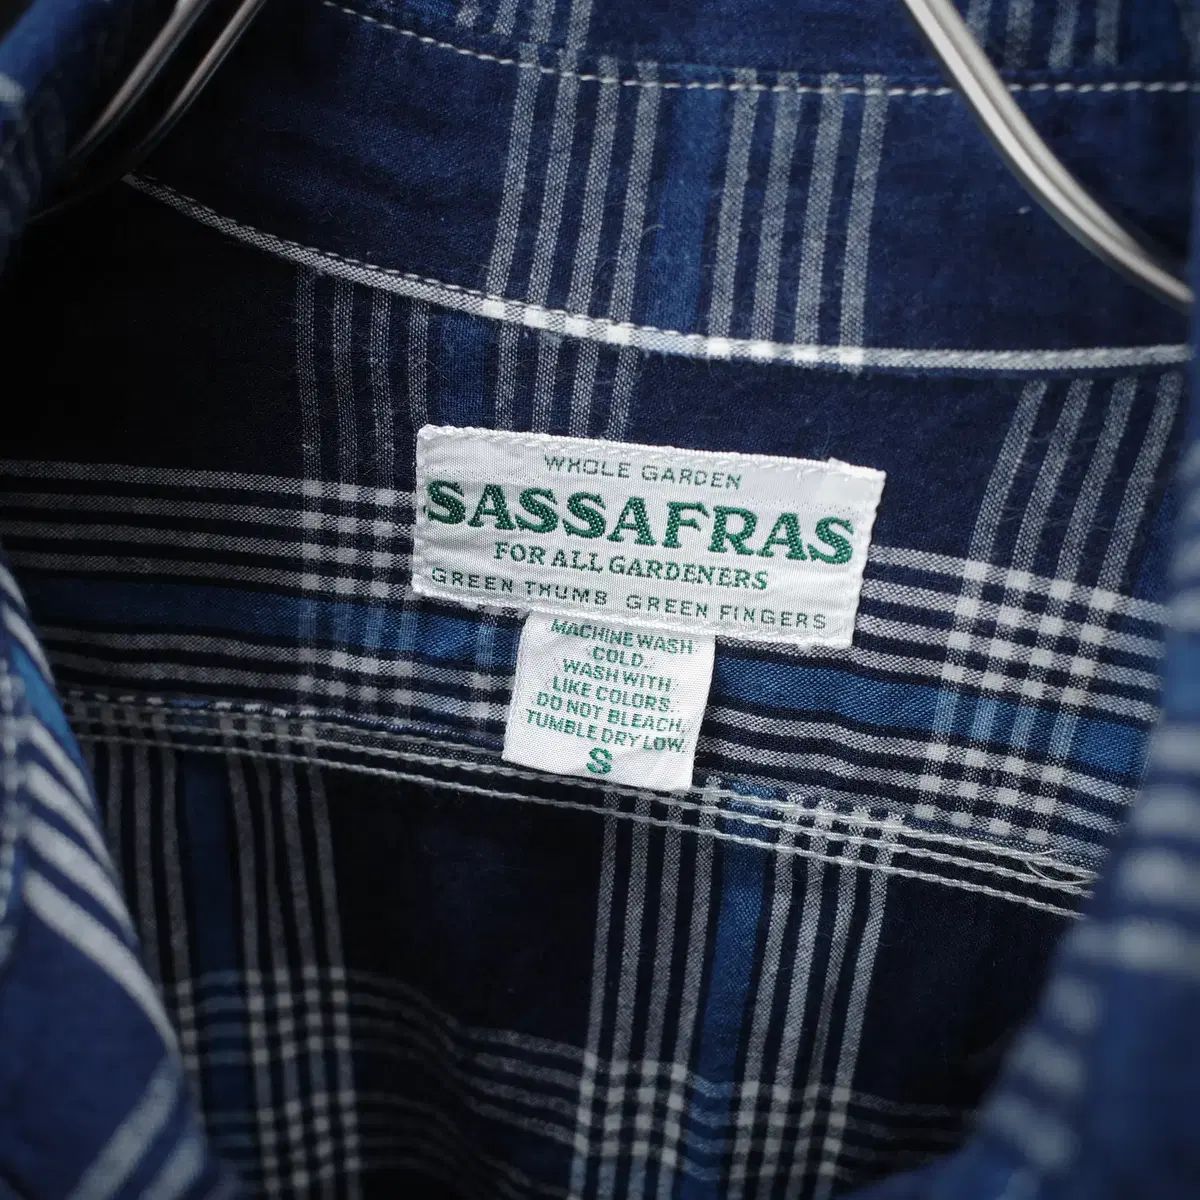 WHOLE GARDEN
SASSAFRAS
FOR ALL GARDENERS
GREEN THUMB GREEN FINGERS
MACHINE WASH
COLD.
WASH WITH
LIKE COLORS.
DO NOT BLEACH.
TUMBLE DRY LOW.
S